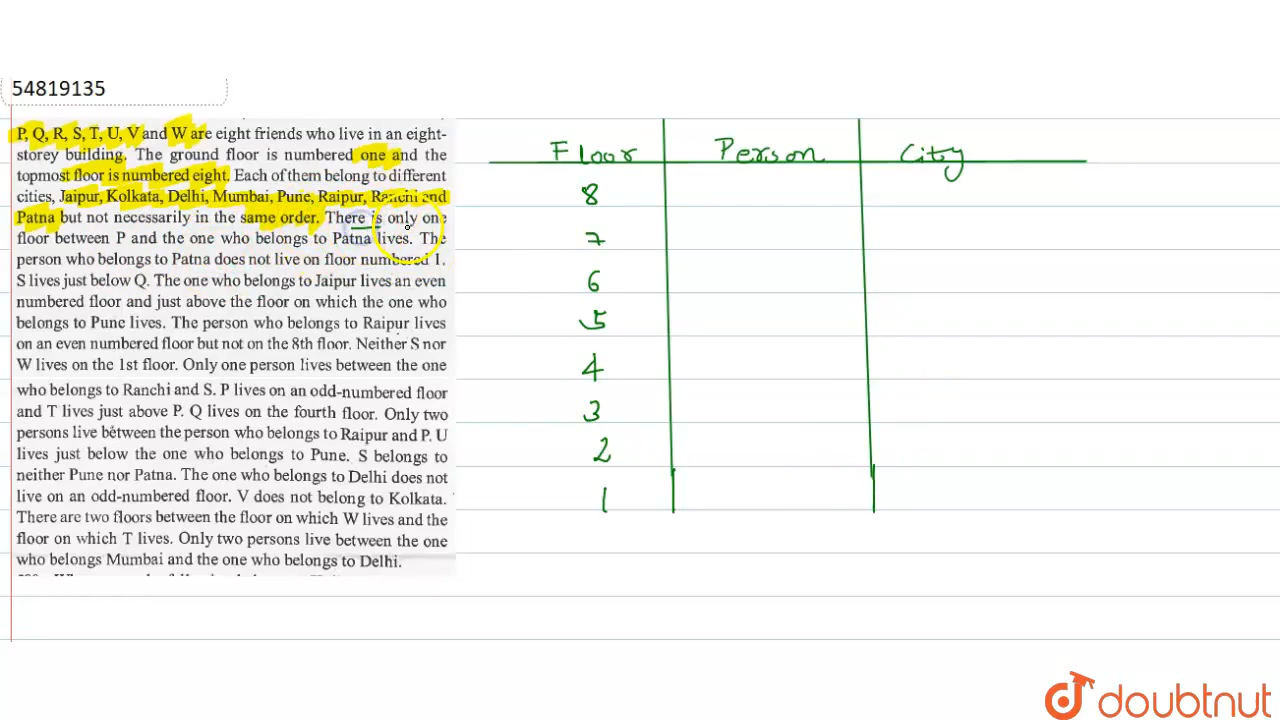 54819135
P, Q, R, S, T, U, V and W are eight friends who live in an eight-
storey building. The ground floor is numbered one and the
topmost floor is numbered eight. Each of them belong to different
cities, Jaipur, Kolkata, Delhi, Mumbai, Pune, Raipur, Ranchi and
Patna but not necessarily in the same order. There is only one
floor between P and the one who belongs to Patna lives. The
person who belongs to Patna does not live on floor numbered 1.
S lives just below Q. The one who belongs to Jaipur lives an even
numbered floor and just above the floor on which the one who
belongs to Pune lives. The person who belongs to Raipur lives
on an even numbered floor but not on the 8th floor. Neither S nor
W lives on the 1st floor. Only one person lives between the one
who belongs to Ranchi and S. P lives on an odd-numbered floor
and T lives just above P. Q lives on the fourth floor. Only two
persons live between the person who belongs to Raipur and P. U
lives just below the one who belongs to Pune. S belongs to
neither Pune nor Patna. The one who belongs to Delhi does not
live on an odd-numbered floor. V does not belong to Kolkata.
There are two floors between the floor on which W lives and the
floor on which T lives. Only two persons live between the one
who belongs Mumbai and the one who belongs to Delhi.
Floor Person City
8
7
6
5
4
3
2
1
doubtnut